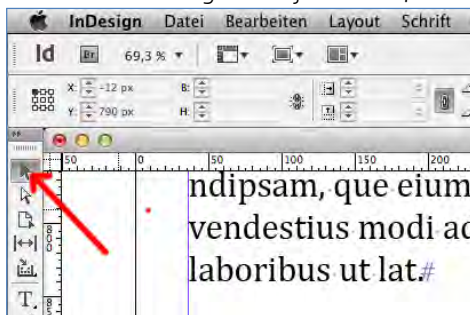 InDesign Datei Bearbeiten Layout Schrift
Id Br 69,3 %
X: -12 px B:
Y: 790 px H:
50 0 50 100 150 200
ndipsam, que eium
vendestius modi ac
laboribus ut lat.#
T.